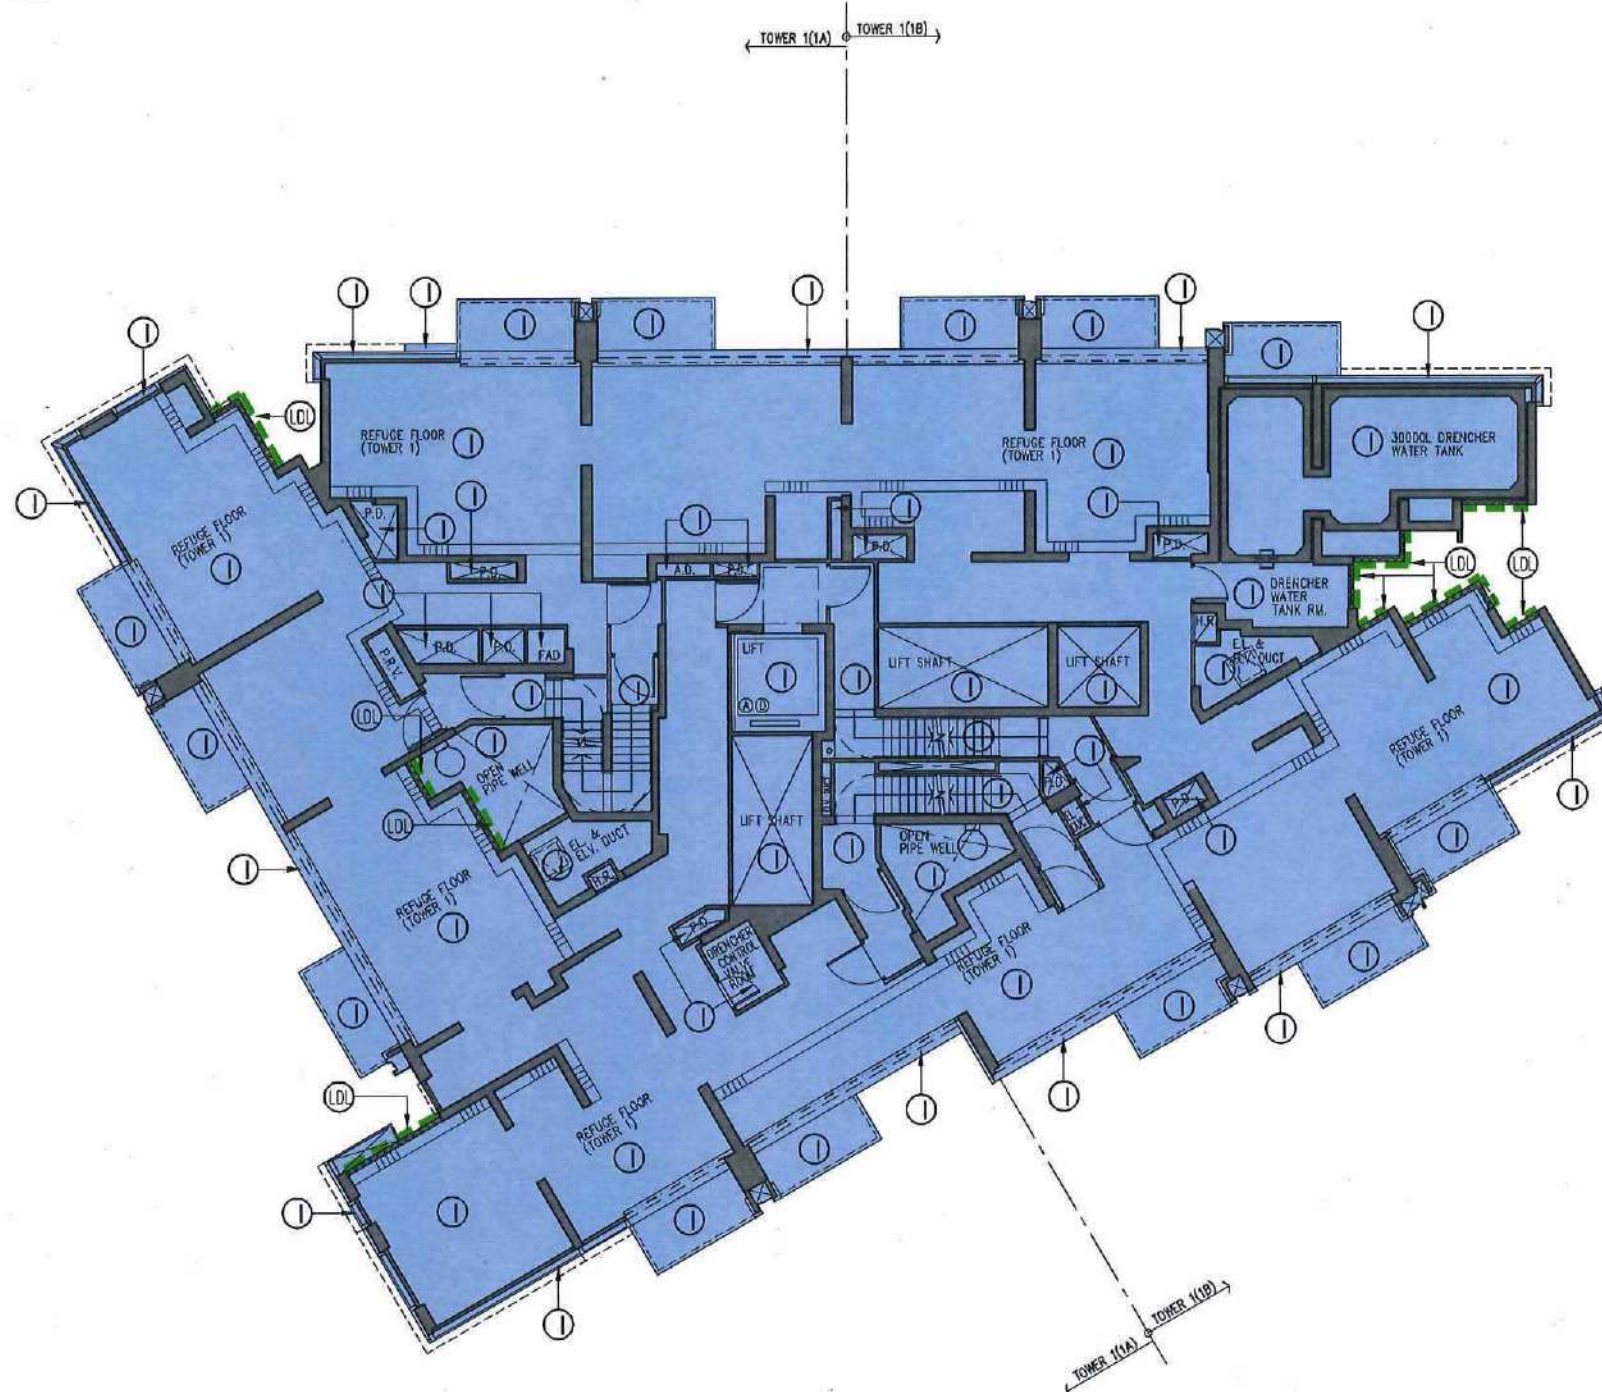 TOWER 1(1A)
TOWER 1(1B)
LDL
REFUGE FLOOR
(TOWER 1)
REFUGE FLOOR
(TOWER 1)
30000L DRENCHER
WATER TANK
REFUGE FLOOR
(TOWER 1)
P.D.
P.D.
A.D.
P.D.
P.D.
P.D.
LDL
LDL
DRENCHER
WATER
TANK RM.
P.D.
P.D.
FAD
P.R.V.
LIFT
A D
LIFT SHAFT
LIFT SHAFT
H.R.
E.L. &
ELV. DUCT
REFUGE FLOOR
(TOWER 1)
LDL
OPEN
PIPE WELL
LDL
EL. &
ELV. DUCT
H.R.
LIFT SHAFT
P.D.
EL.
DUCT
P.D.
OPEN
PIPE WELL
REFUGE FLOOR
(TOWER 1)
P.D.
DRENCHER
CONTROL
VALVE
ROOM
REFUGE FLOOR
(TOWER 1)
LDL
REFUGE FLOOR
(TOWER 1)
TOWER 1(1B)
TOWER 1(1A)